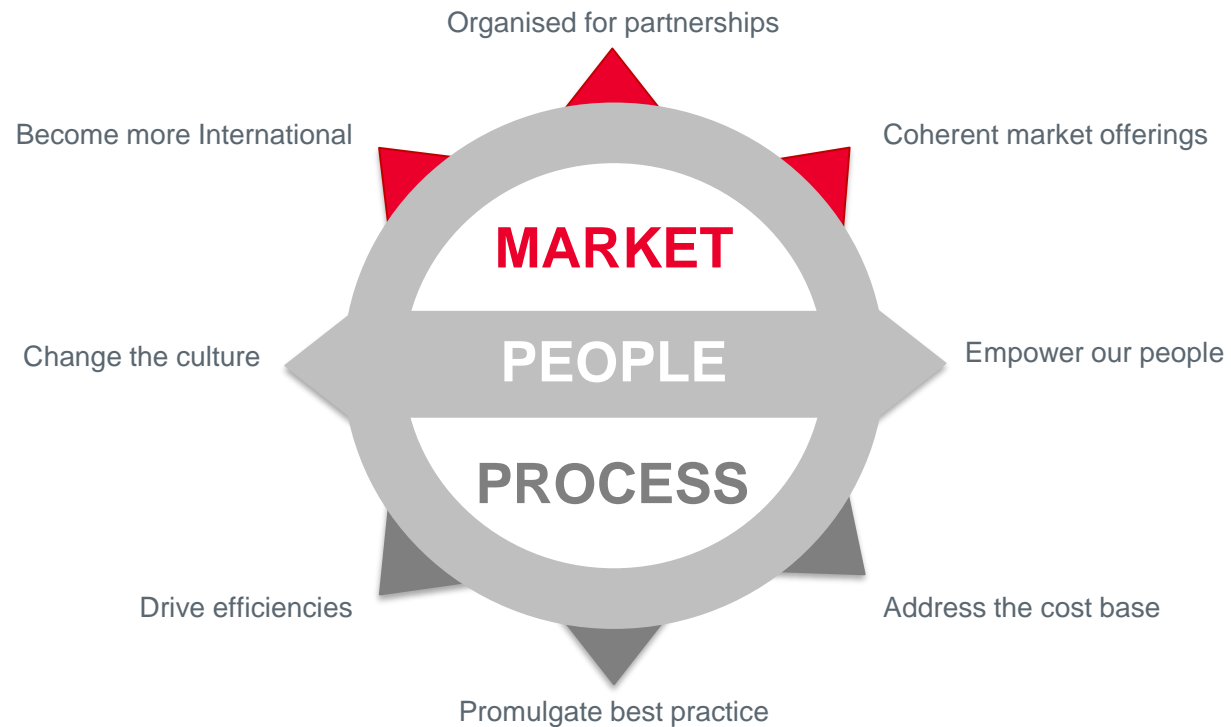 Organised for partnerships
Become more International
Coherent market offerings
MARKET
Change the culture
PEOPLE
Empower our people
PROCESS
Drive efficiencies
Address the cost base
Promulgate best practice